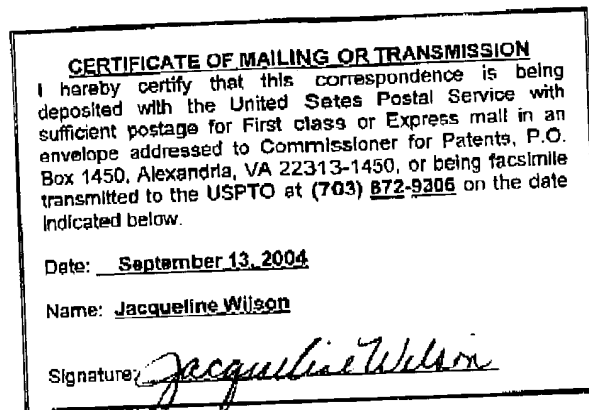 CERTIFICATE OF MAILING OR TRANSMISSION
I hereby certify that this correspondence is being
deposited with the United Sates Postal Service with
sufficient postage for First class or Express mail in an
envelope addressed to Commissioner for Patents, P.O.
Box 1450, Alexandria, VA 22313-1450, or being facsimile
transmitted to the USPTO at (703) 872-9306 on the date
indicated below.
Date: September 13, 2004
Name: Jacqueline Wilson
Signature: Jacqueline Wilson